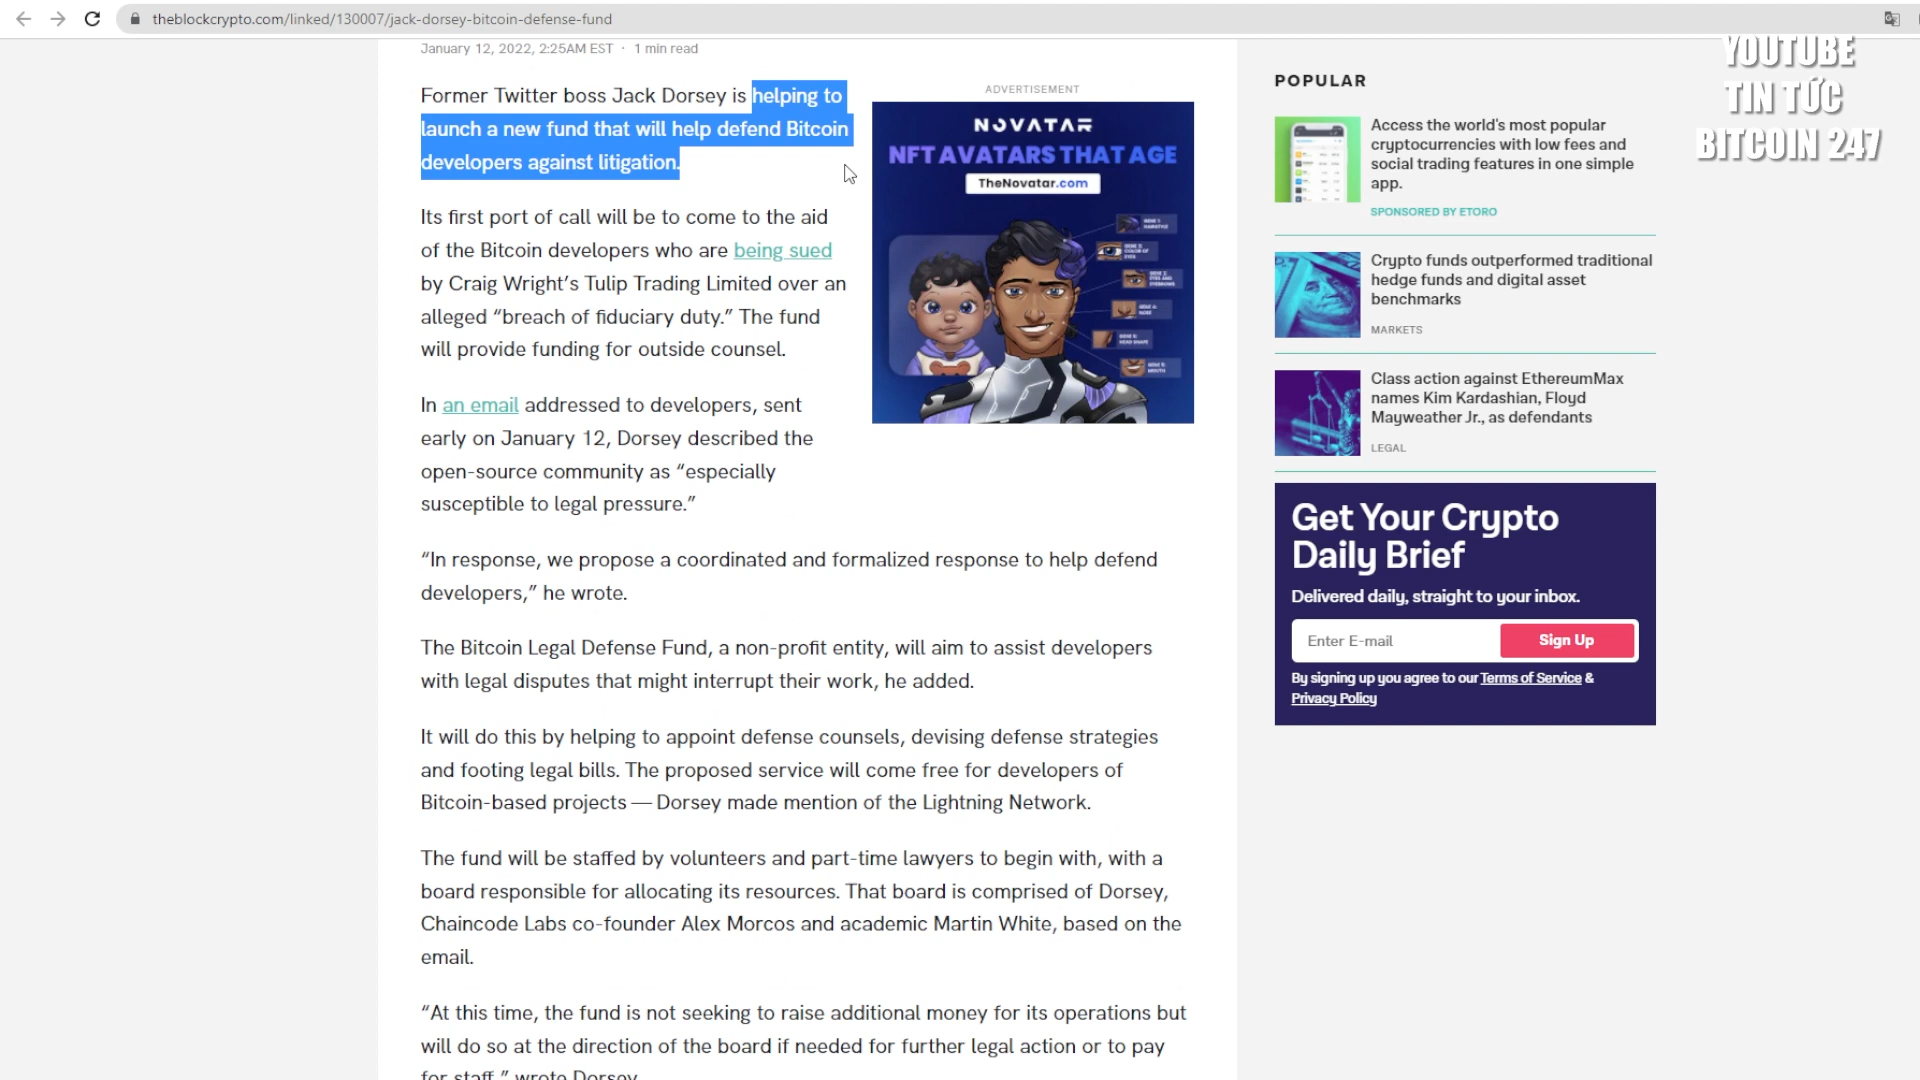 theblockcrypto.com/linked/130007/jack-dorsey-bitcoin-defense-fund
January 12, 2022, 2:25AM EST · 1 min read
Former Twitter boss Jack Dorsey is helping to
launch a new fund that will help defend Bitcoin
developers against litigation.
Its first port of call will be to come to the aid
of the Bitcoin developers who are being sued
by Craig Wright’s Tulip Trading Limited over an
alleged “breach of fiduciary duty.” The fund
will provide funding for outside counsel.
In an email addressed to developers, sent
early on January 12, Dorsey described the
open-source community as “especially
susceptible to legal pressure.”
“In response, we propose a coordinated and formalized response to help defend
developers,” he wrote.
The Bitcoin Legal Defense Fund, a non-profit entity, will aim to assist developers
with legal disputes that might interrupt their work, he added.
It will do this by helping to appoint defense counsels, devising defense strategies
and footing legal bills. The proposed service will come free for developers of
Bitcoin-based projects — Dorsey made mention of the Lightning Network.
The fund will be staffed by volunteers and part-time lawyers to begin with, with a
board responsible for allocating its resources. That board is comprised of Dorsey,
Chaincode Labs co-founder Alex Morcos and academic Martin White, based on the
email.
“At this time, the fund is not seeking to raise additional money for its operations but
will do so at the direction of the board if needed for further legal action or to pay
for staff,” wrote Dorsey.
ADVERTISEMENT
NOVATAR
NFT AVATARS THAT AGE
TheNovatar.com
POPULAR
Access the world's most popular
cryptocurrencies with low fees and
social trading features in one simple
app.
SPONSORED BY ETORO
Crypto funds outperformed traditional
hedge funds and digital asset
benchmarks
MARKETS
Class action against EthereumMax
names Kim Kardashian, Floyd
Mayweather Jr., as defendants
LEGAL
Get Your Crypto
Daily Brief
Delivered daily, straight to your inbox.
Enter E-mail
Sign Up
By signing up you agree to our Terms of Service &
Privacy Policy
YOUTUBE
TIN TỨC
BITCOIN 247